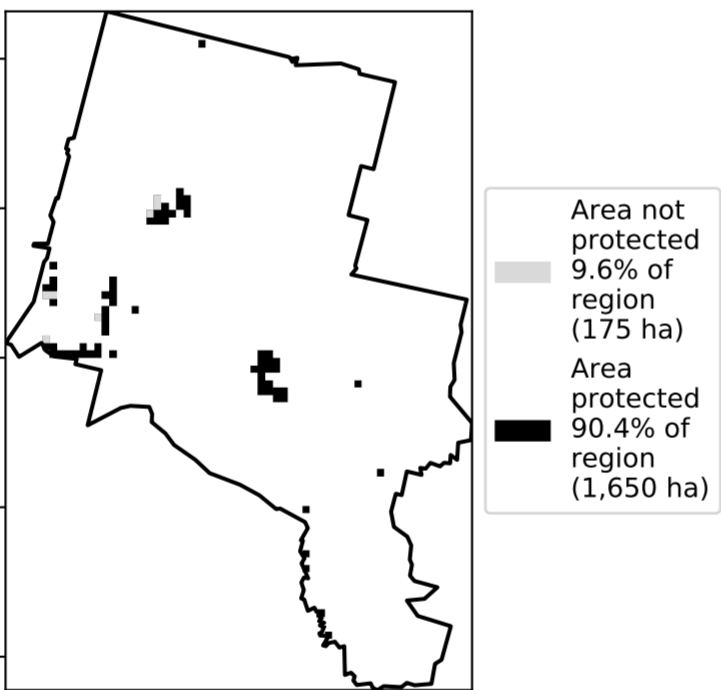 Area not
protected
9.6% of
region
(175 ha)
Area
protected
90.4% of
region
(1,650 ha)